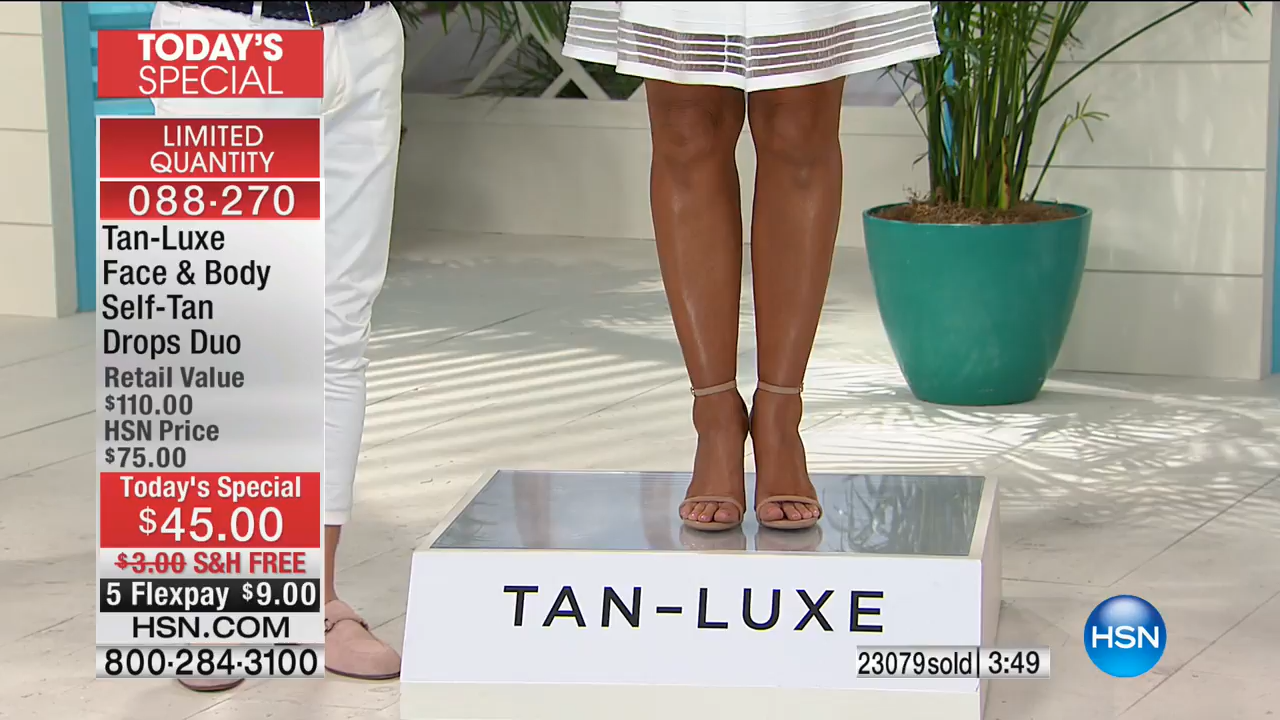 TODAY'S
SPECIAL
LIMITED
QUANTITY
088·270
Tan-Luxe
Face & Body
Self-Tan
Drops Duo
Retail Value
$110.00
HSN Price
$75.00
Today's Special
$45.00
$3.00 S&H FREE
5 Flexpay $9.00
HSN.COM
800·284·3100
TAN-LUXE
23079sold 3:49
HSN